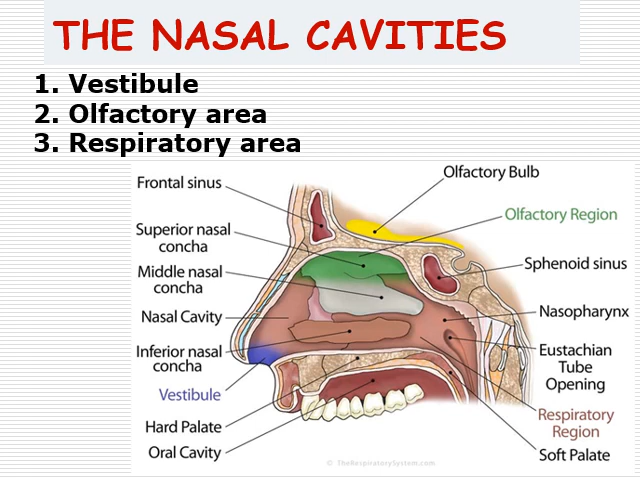 THE NASAL CAVITIES
1. Vestibule
2. Olfactory area
3. Respiratory area
Frontal sinus
Superior nasal
concha
Middle nasal
concha
Nasal Cavity
Inferior nasal
concha
Vestibule
Hard Palate
Oral Cavity
Olfactory Bulb
Olfactory Region
Sphenoid sinus
Nasopharynx
Eustachian
Tube
Opening
Respiratory
Region
Soft Palate
© TheRespiratorySystem.com